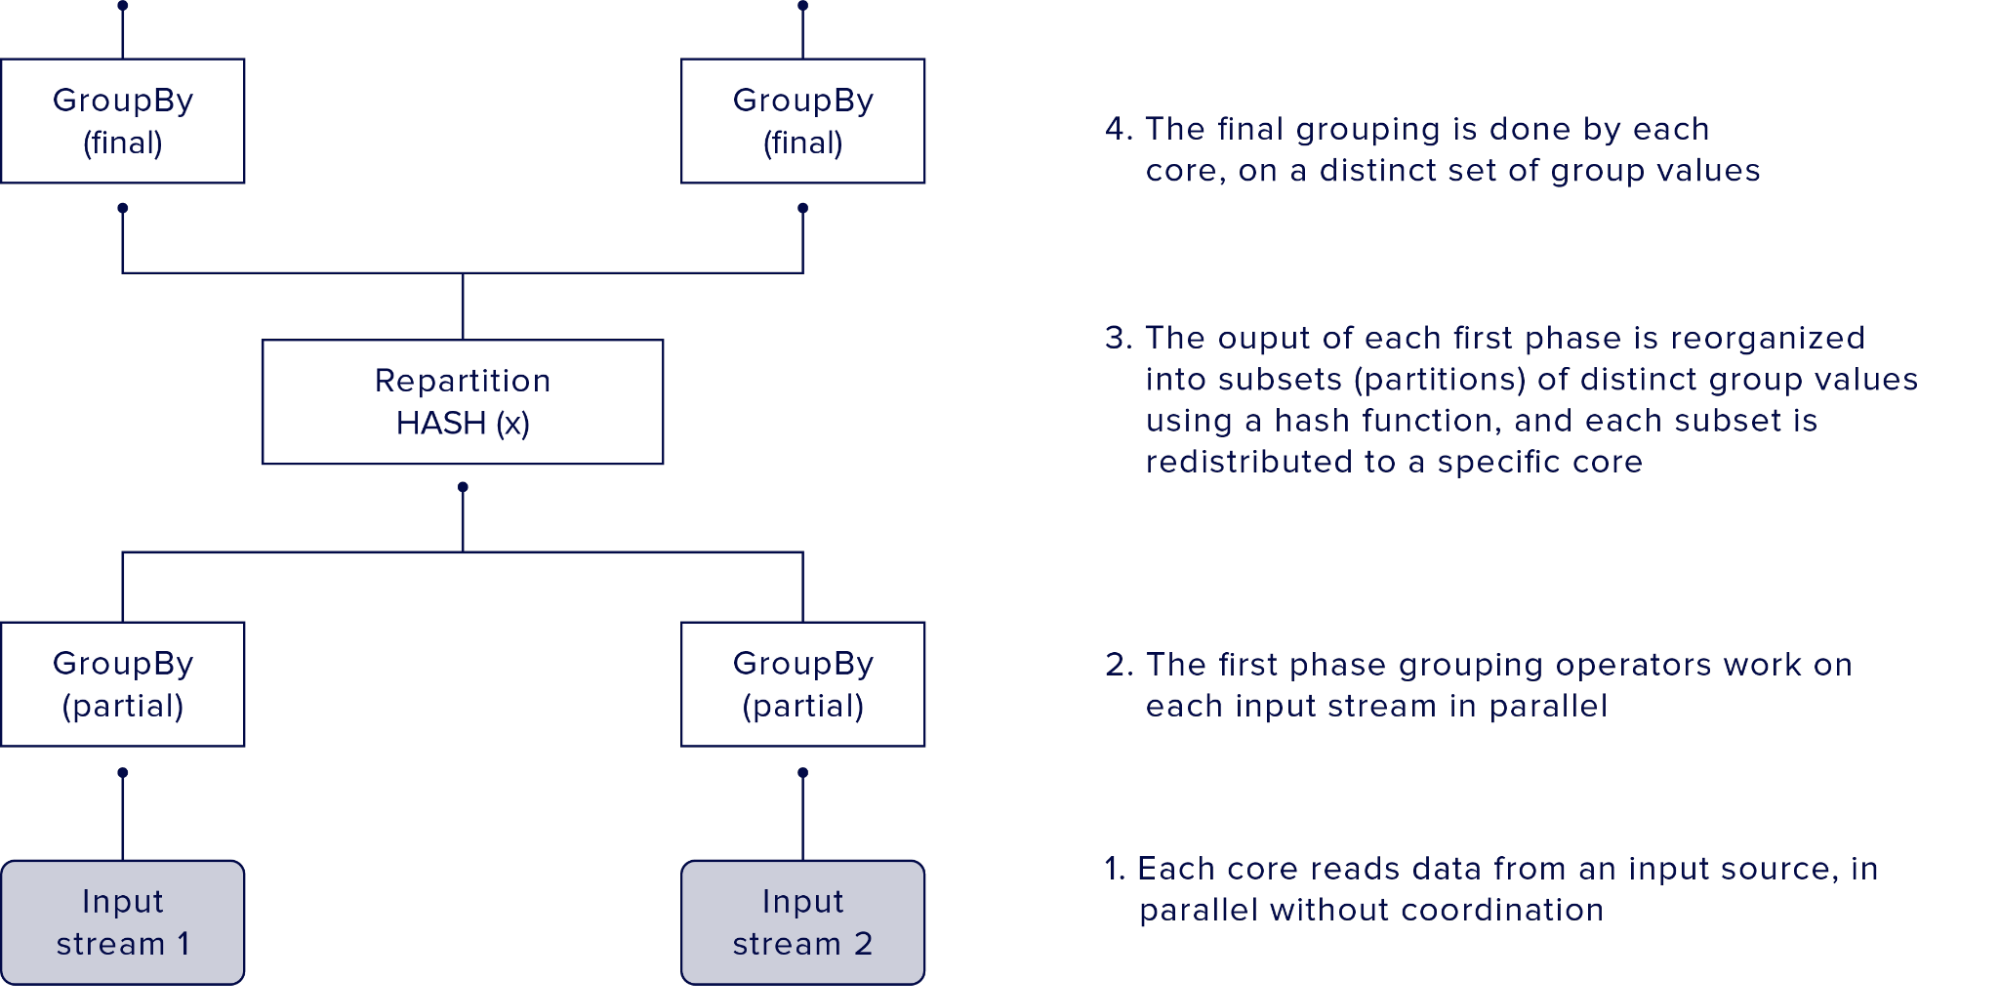 GroupBy
(final)
GroupBy
(final)
4. The final grouping is done by each
core, on a distinct set of group values
Repartition
HASH (x)
3. The ouput of each first phase is reorganized
into subsets (partitions) of distinct group values
using a hash function, and each subset is
redistributed to a specific core
GroupBy
(partial)
GroupBy
(partial)
2. The first phase grouping operators work on
each input stream in parallel
Input
stream 1
Input
stream 2
1. Each core reads data from an input source, in
parallel without coordination